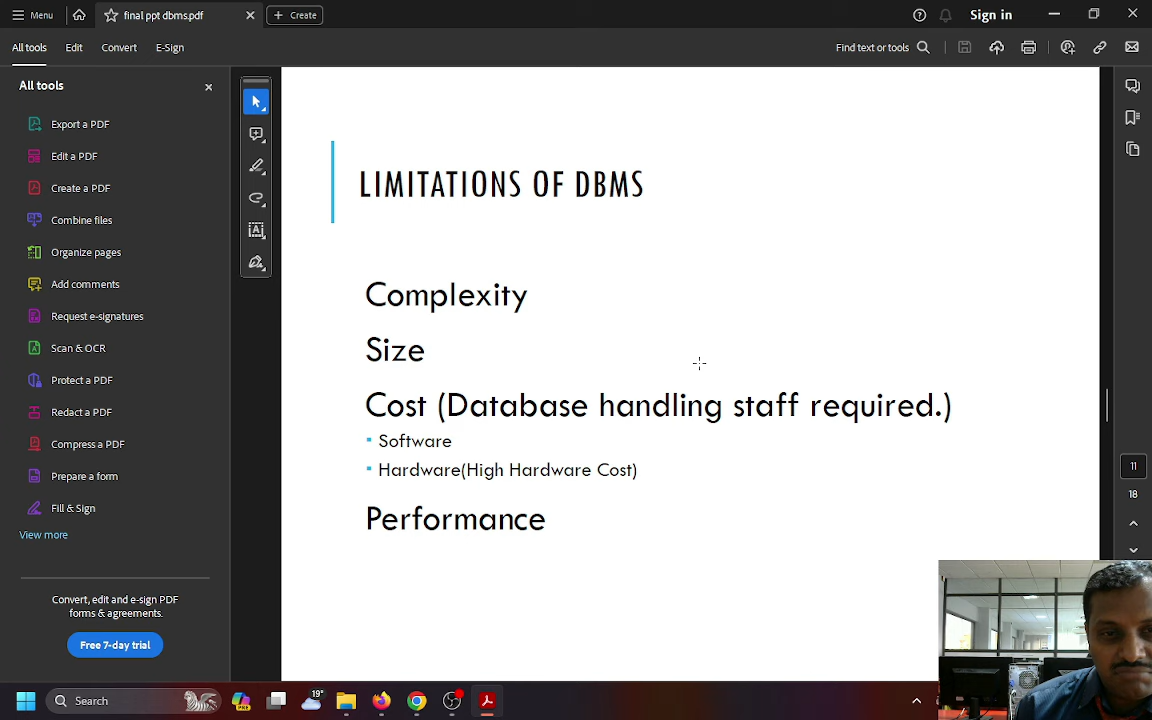 Menu
final ppt dbms.pdf
Create
Sign in
All tools
Edit
Convert
E-Sign
Find text or tools
All tools
Export a PDF
Edit a PDF
Create a PDF
Combine files
Organize pages
Add comments
Request e-signatures
Scan & OCR
Protect a PDF
Redact a PDF
Compress a PDF
Prepare a form
Fill & Sign
View more
Convert, edit and e-sign PDF
forms & agreements.
Free 7-day trial
LIMITATIONS OF DBMS
Complexity
Size
Cost (Database handling staff required.)
Software
Hardware(High Hardware Cost)
Performance
11
18
Search
PRE
19°